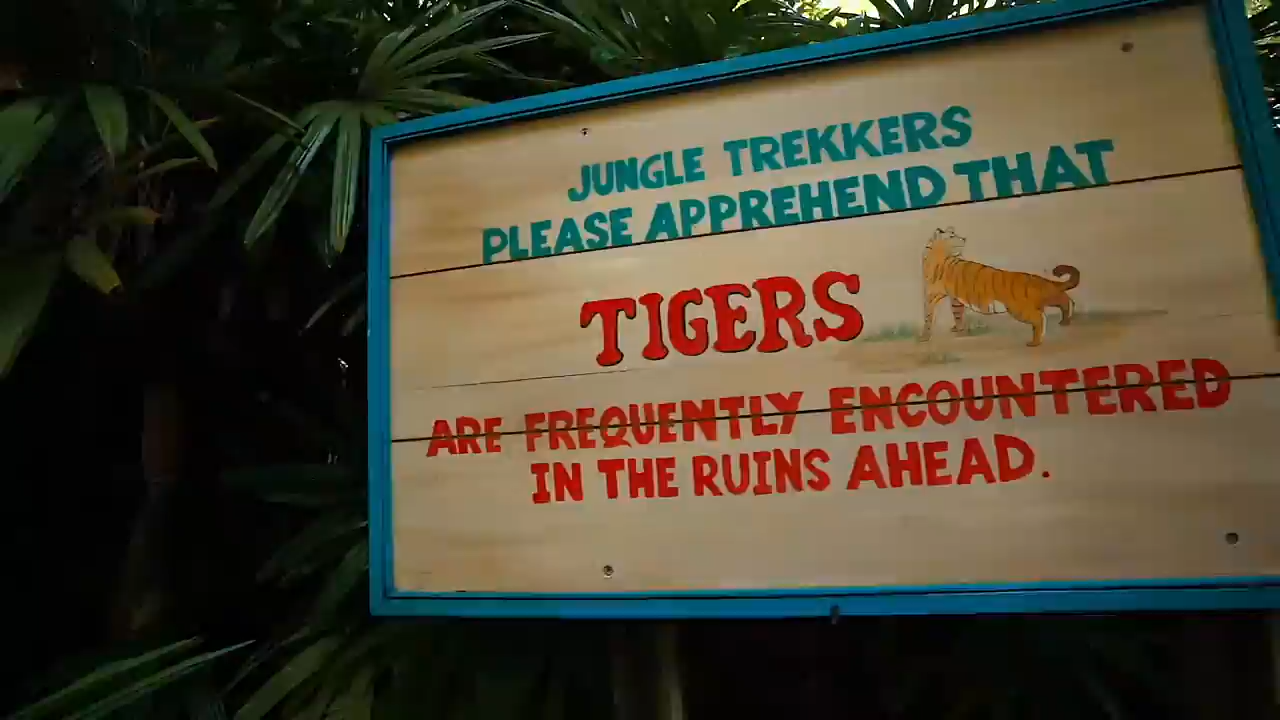 JUNGLE TREKKERS
PLEASE APPREHEND THAT
TIGERS
ARE FREQUENTLY ENCOUNTERED
IN THE RUINS AHEAD.